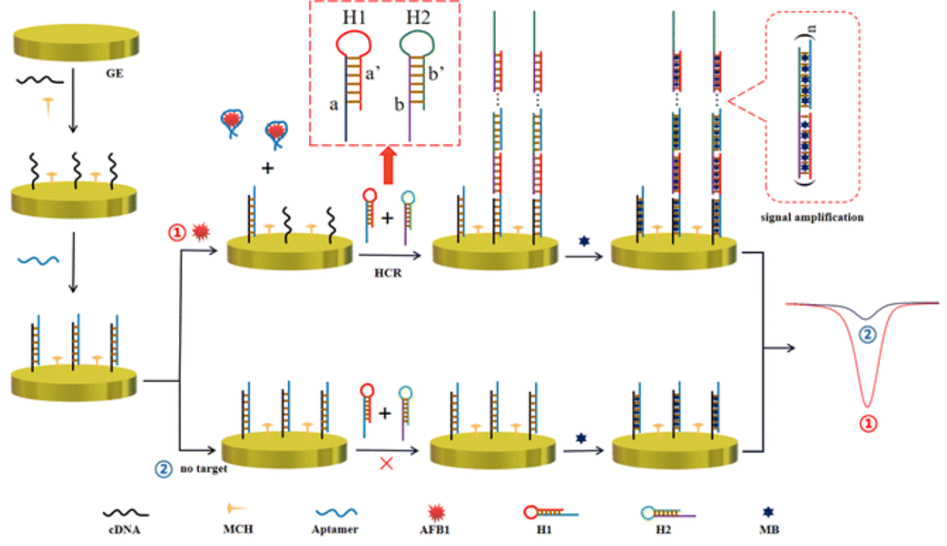 H1
H2
GE
a'
b'
a
b
+
n
signal amplification
①
+
HCR
②
①
+
②
no target
×
cDNA
MCH
Aptamer
AFB1
H1
H2
MB